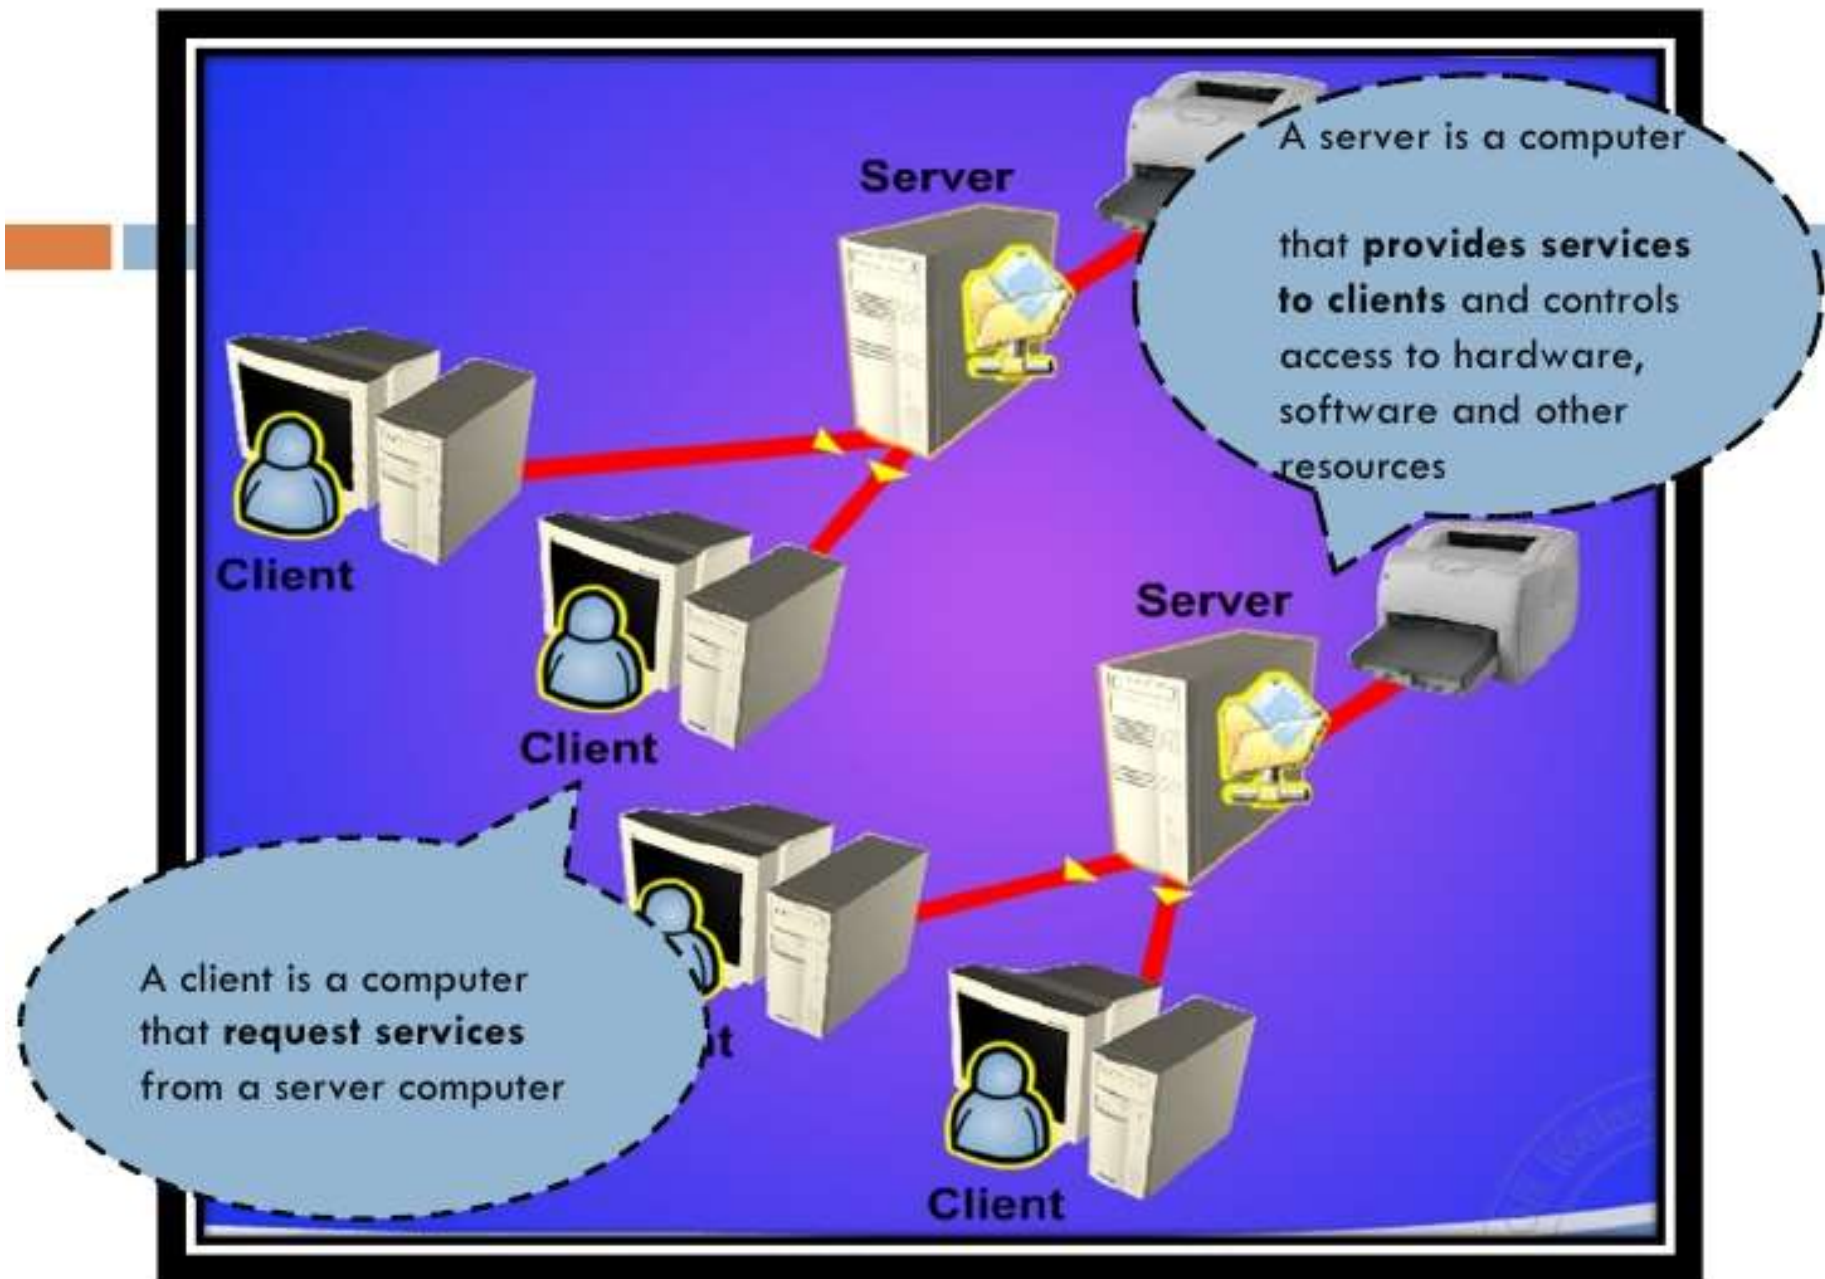 Server
A server is a computer
that provides services
to clients and controls
access to hardware,
software and other
resources
Client
Server
Client
A client is a computer
that request services
from a server computer
nt
Client